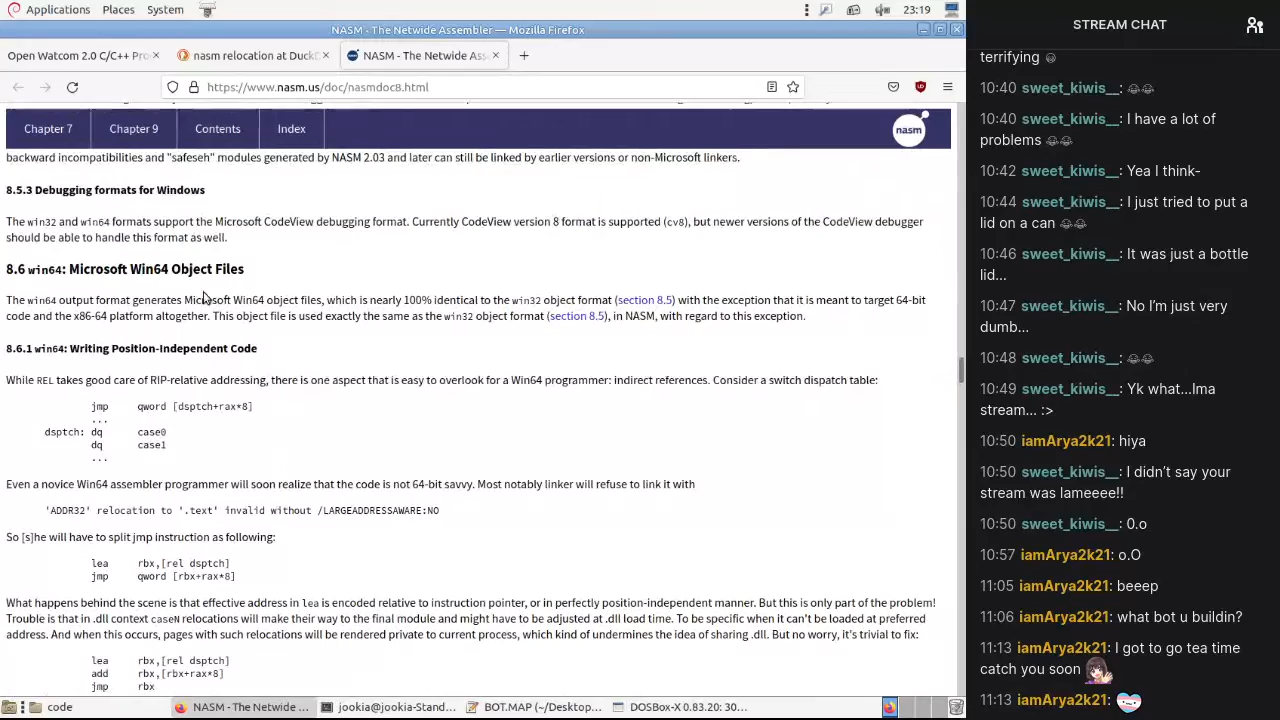 Applications Places System 23:19
NASM - The Netwide Assembler — Mozilla Firefox
Open Watcom 2.0 C/C++ Pro nasm relocation at DuckD NASM - The Netwide Ass
https://www.nasm.us/doc/nasmdoc8.html
Chapter 7 Chapter 9 Contents Index nasm
backward incompatibilities and "safeseh" modules generated by NASM 2.03 and later can still be linked by earlier versions or non-Microsoft linkers.
8.5.3 Debugging formats for Windows
The win32 and win64 formats support the Microsoft CodeView debugging format. Currently CodeView version 8 format is supported (cv8), but newer versions of the CodeView debugger
should be able to handle this format as well.
8.6 win64: Microsoft Win64 Object Files
The win64 output format generates Microsoft Win64 object files, which is nearly 100% identical to the win32 object format (section 8.5) with the exception that it is meant to target 64-bit
code and the x86-64 platform altogether. This object file is used exactly the same as the win32 object format (section 8.5), in NASM, with regard to this exception.
8.6.1 win64: Writing Position-Independent Code
While REL takes good care of RIP-relative addressing, there is one aspect that is easy to overlook for a Win64 programmer: indirect references. Consider a switch dispatch table:
jmp qword [dsptch+rax*8]
...
dsptch: dq case0
dq case1
...
Even a novice Win64 assembler programmer will soon realize that the code is not 64-bit savvy. Most notably linker will refuse to link it with
'ADDR32' relocation to '.text' invalid without /LARGEADDRESSAWARE:NO
So [s]he will have to split jmp instruction as following:
lea rbx,[rel dsptch]
jmp qword [rbx+rax*8]
What happens behind the scene is that effective address in lea is encoded relative to instruction pointer, or in perfectly position-independent manner. But this is only part of the problem!
Trouble is that in .dll context caseN relocations will make their way to the final module and might have to be adjusted at .dll load time. To be specific when it can't be loaded at preferred
address. And when this occurs, pages with such relocations will be rendered private to current process, which kind of undermines the idea of sharing .dll. But no worry, it's trivial to fix:
lea rbx,[rel dsptch]
add rbx,[rbx+rax*8]
jmp rbx
code NASM - The Netwide ... jookia@jookia-Stand... BOT.MAP (~/Desktop... DOSBox-X 0.83.20: 30...
STREAM CHAT
terrifying
10:40 sweet_kiwis__:
10:40 sweet_kiwis__: I have a lot of
problems
10:42 sweet_kiwis__: Yea I think-
10:44 sweet_kiwis__: I just tried to put a
lid on a can
10:46 sweet_kiwis__: It was just a bottle
lid…
10:47 sweet_kiwis__: No I’m just very
dumb…
10:48 sweet_kiwis__:
10:49 sweet_kiwis__: Yk what…Ima
stream… :>
10:50 iamArya2k21: hiya
10:50 sweet_kiwis__: I didn’t say your
stream was lameeee!!
10:50 sweet_kiwis__: 0.o
10:57 iamArya2k21: o.O
11:05 iamArya2k21: beeep
11:06 iamArya2k21: what bot u buildin?
11:13 iamArya2k21: I got to go tea time
catch you soon
11:13 iamArya2k21: